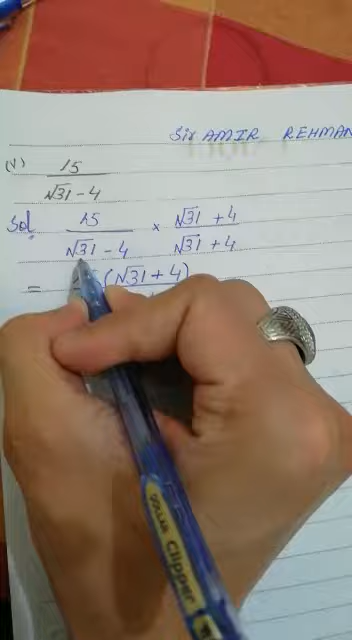 Sir AMIR REHMAN
(V) 15
√31 - 4
Sol. 15 × √31 + 4
√31 - 4 √31 + 4
= (√31 + 4)
DOLLAR Clipper